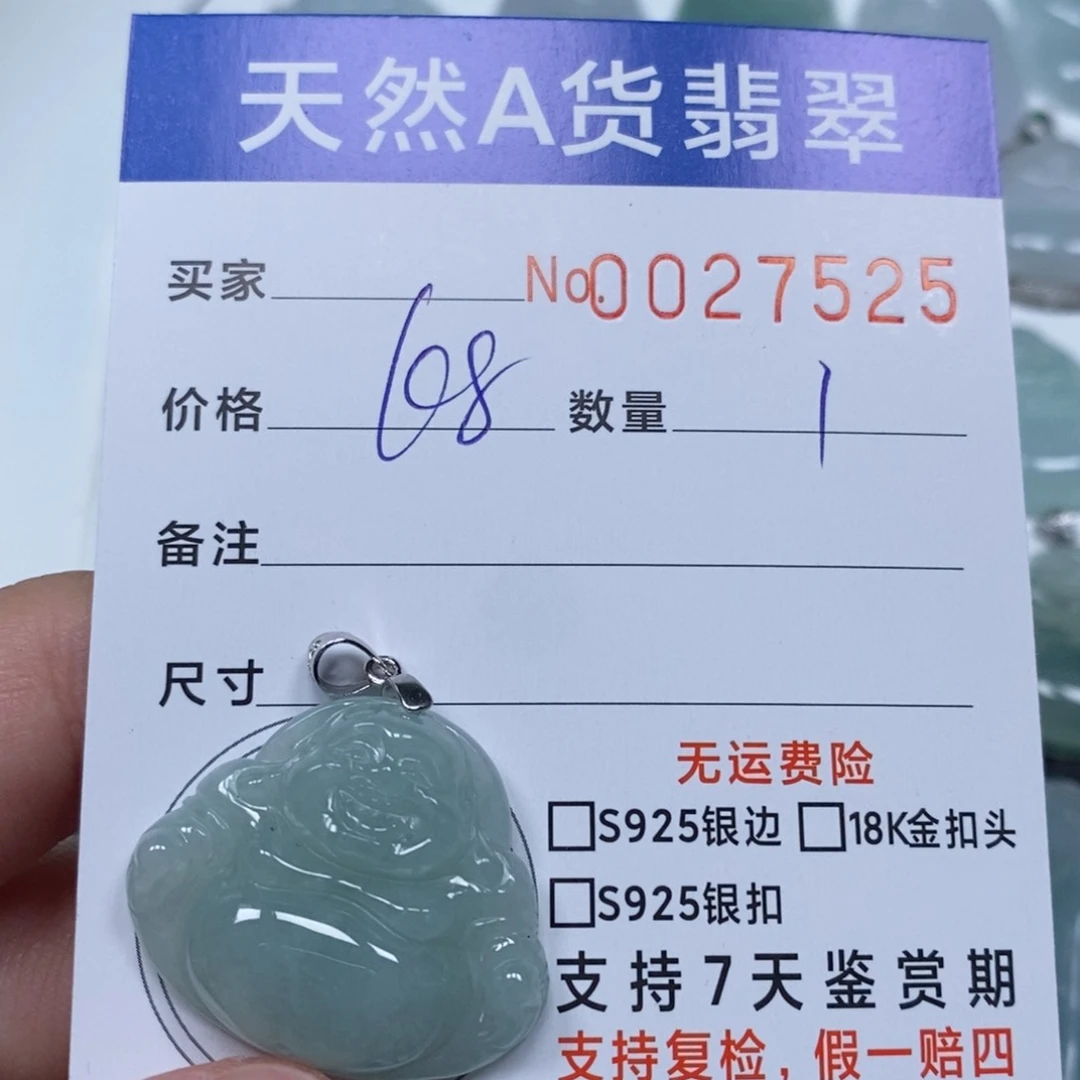 天然A货翡翠
买家 No.0027525
价格 68 数量 1
备注
尺寸
无运费险
S925银边 18K金扣头
S925银扣
支持7天鉴赏期
支持复检，假一赔四